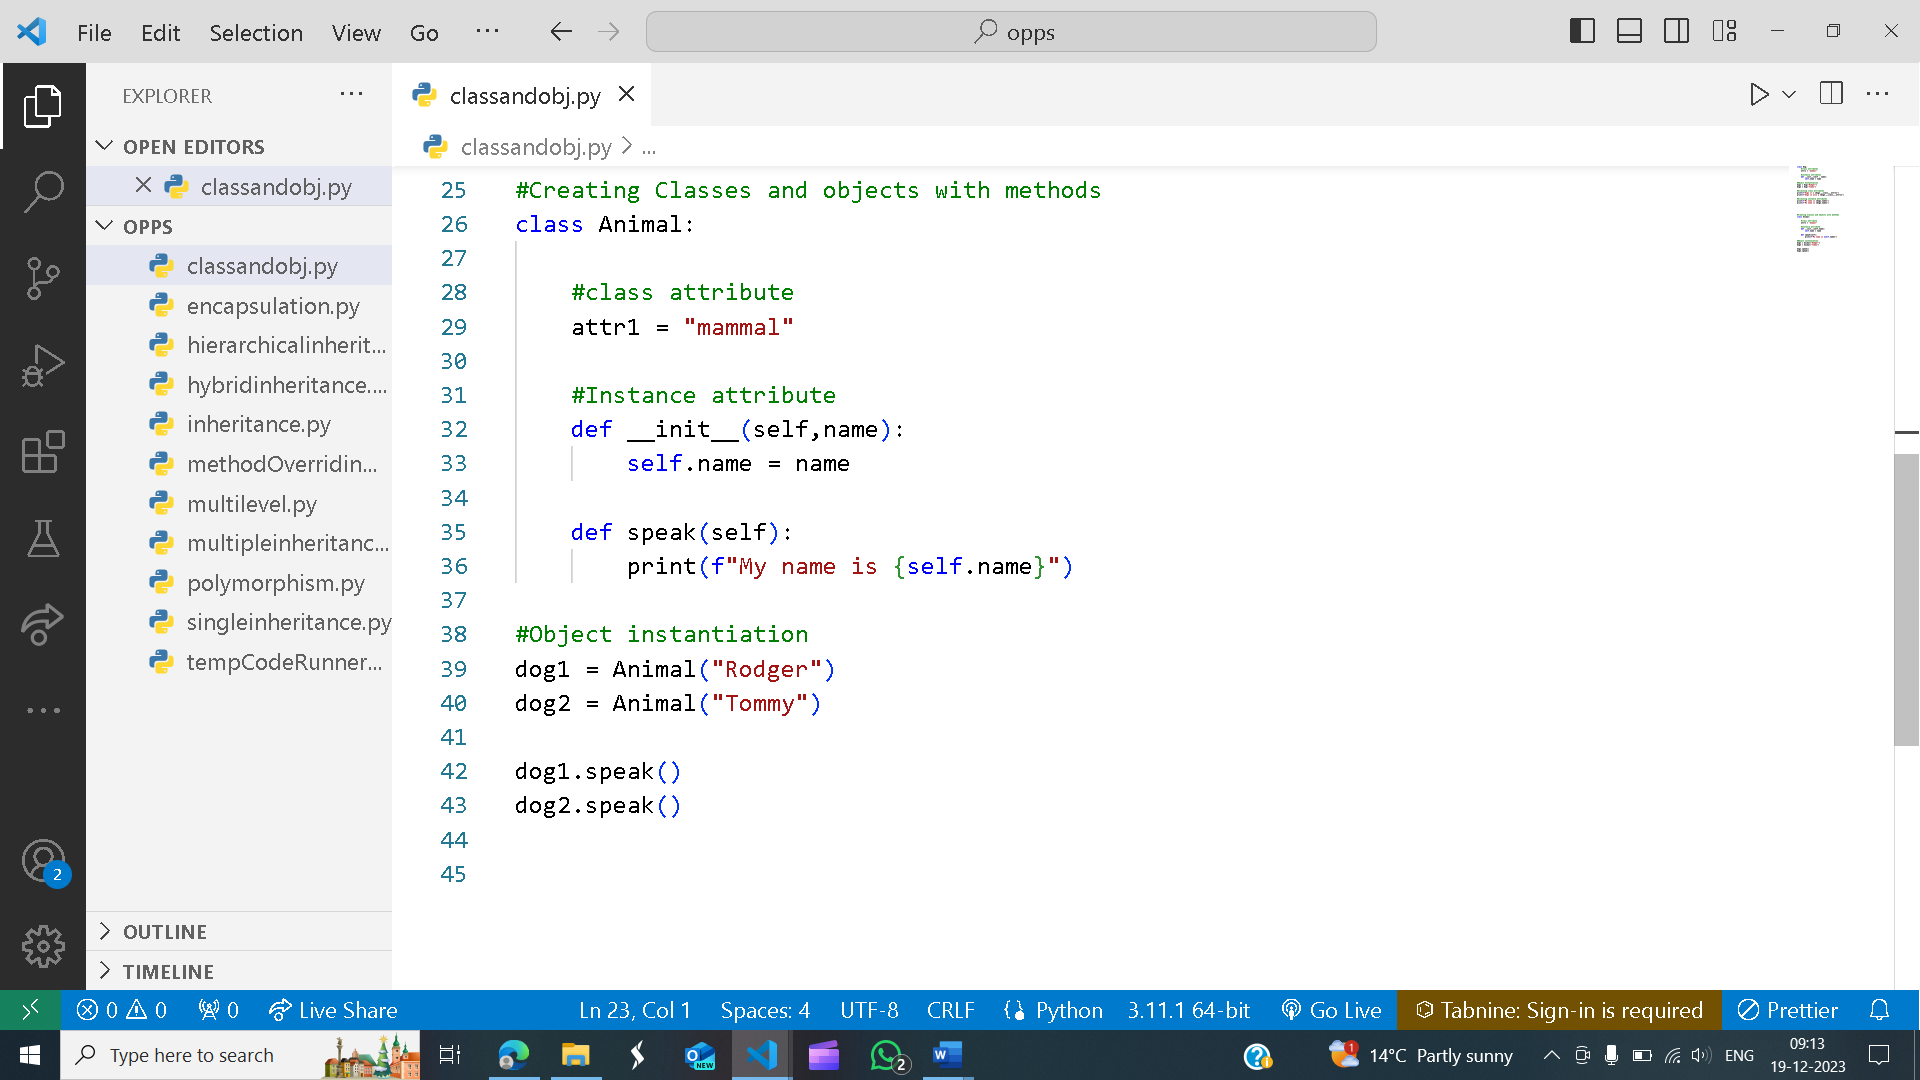 File Edit Selection View Go ...
opps
EXPLORER
OPEN EDITORS
classandobj.py
OPPS
classandobj.py
encapsulation.py
hierarchicalinherit...
hybridinheritance....
inheritance.py
methodOverridin...
multilevel.py
multipleinheritanc...
polymorphism.py
singleinheritance.py
tempCodeRunner...
OUTLINE
TIMELINE
2
classandobj.py
classandobj.py > ...
25 #Creating Classes and objects with methods
26 class Animal:
27
28 #class attribute
29 attr1 = "mammal"
30
31 #Instance attribute
32 def __init__(self,name):
33 self.name = name
34
35 def speak(self):
36 print(f"My name is {self.name}")
37
38 #Object instantiation
39 dog1 = Animal("Rodger")
40 dog2 = Animal("Tommy")
41
42 dog1.speak()
43 dog2.speak()
44
45
0 0 0 Live Share Ln 23, Col 1 Spaces: 4 UTF-8 CRLF Python 3.11.1 64-bit Go Live Tabnine: Sign-in is required Prettier
Type here to search NEW 2 W 1 14°C Partly sunny ENG 09:13
19-12-2023